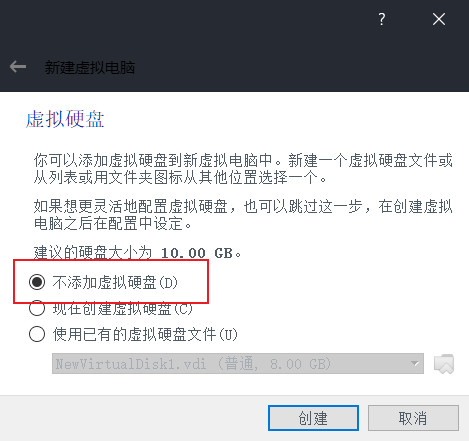 ?
新建虚拟电脑
虚拟硬盘
你可以添加虚拟硬盘到新虚拟电脑中。新建一个虚拟硬盘文件或
从列表或用文件夹图标从其他位置选择一个。
如果想更灵活地配置虚拟硬盘，也可以跳过这一步，在创建虚拟
电脑之后在配置中设定。
建议的硬盘大小为 10.00 GB。
不添加虚拟硬盘(D)
现在创建虚拟硬盘(C)
使用已有的虚拟硬盘文件(U)
NewVirtualDisk1.vdi (普通, 8.00 GB)
创建
取消